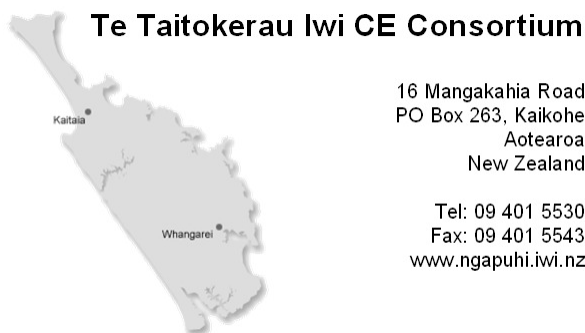 Te Taitokerau Iwi CE Consortium
16 Mangakahia Road
PO Box 263, Kaikohe
Aotearoa
New Zealand
Tel: 09 401 5530
Fax: 09 401 5543
www.ngapuhi.iwi.nz
Kaitaia
Whangarei